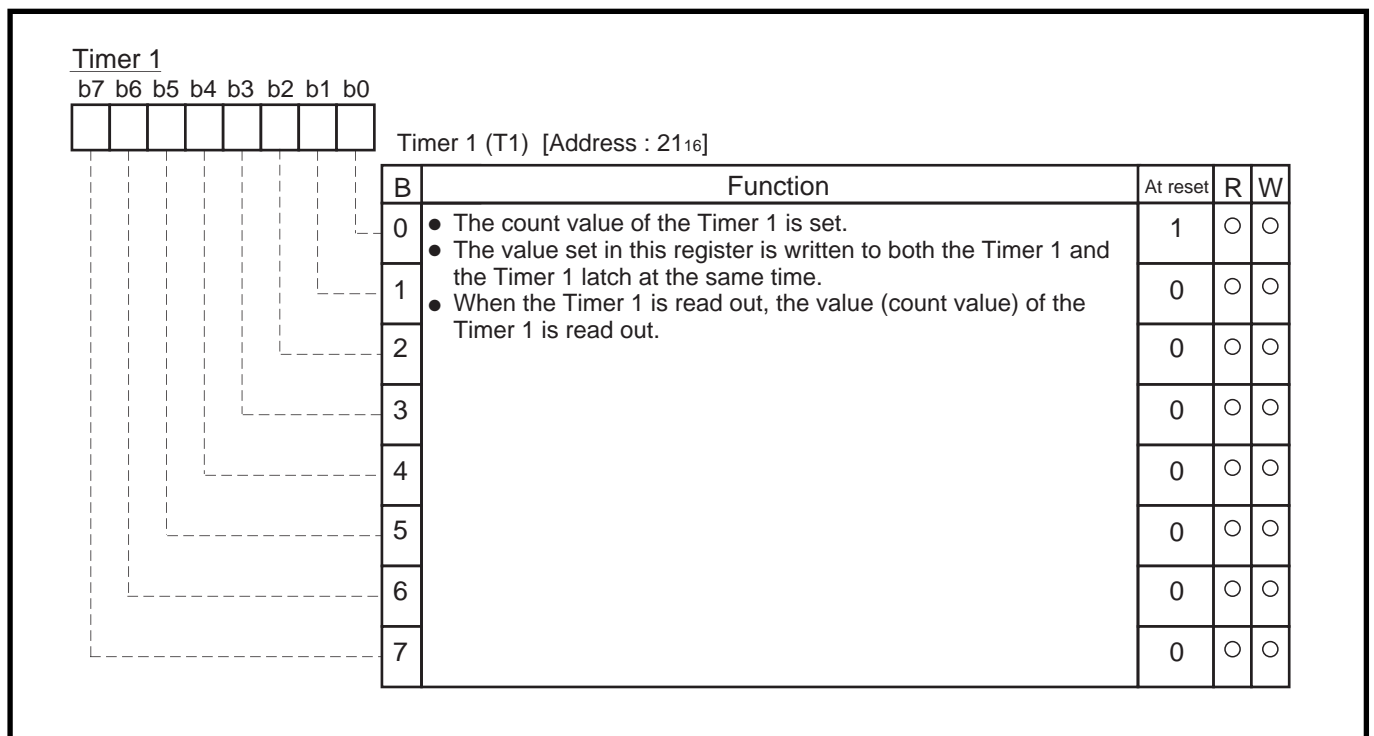 Timer 1
b7 b6 b5 b4 b3 b2 b1 b0
Timer 1 (T1) [Address : 21₁₆]
B Function At reset R W
0 ● The count value of the Timer 1 is set. 1 ○ ○
● The value set in this register is written to both the Timer 1 and
the Timer 1 latch at the same time.
1 0 ○ ○
● When the Timer 1 is read out, the value (count value) of the
Timer 1 is read out.
2 0 ○ ○
3 0 ○ ○
4 0 ○ ○
5 0 ○ ○
6 0 ○ ○
7 0 ○ ○